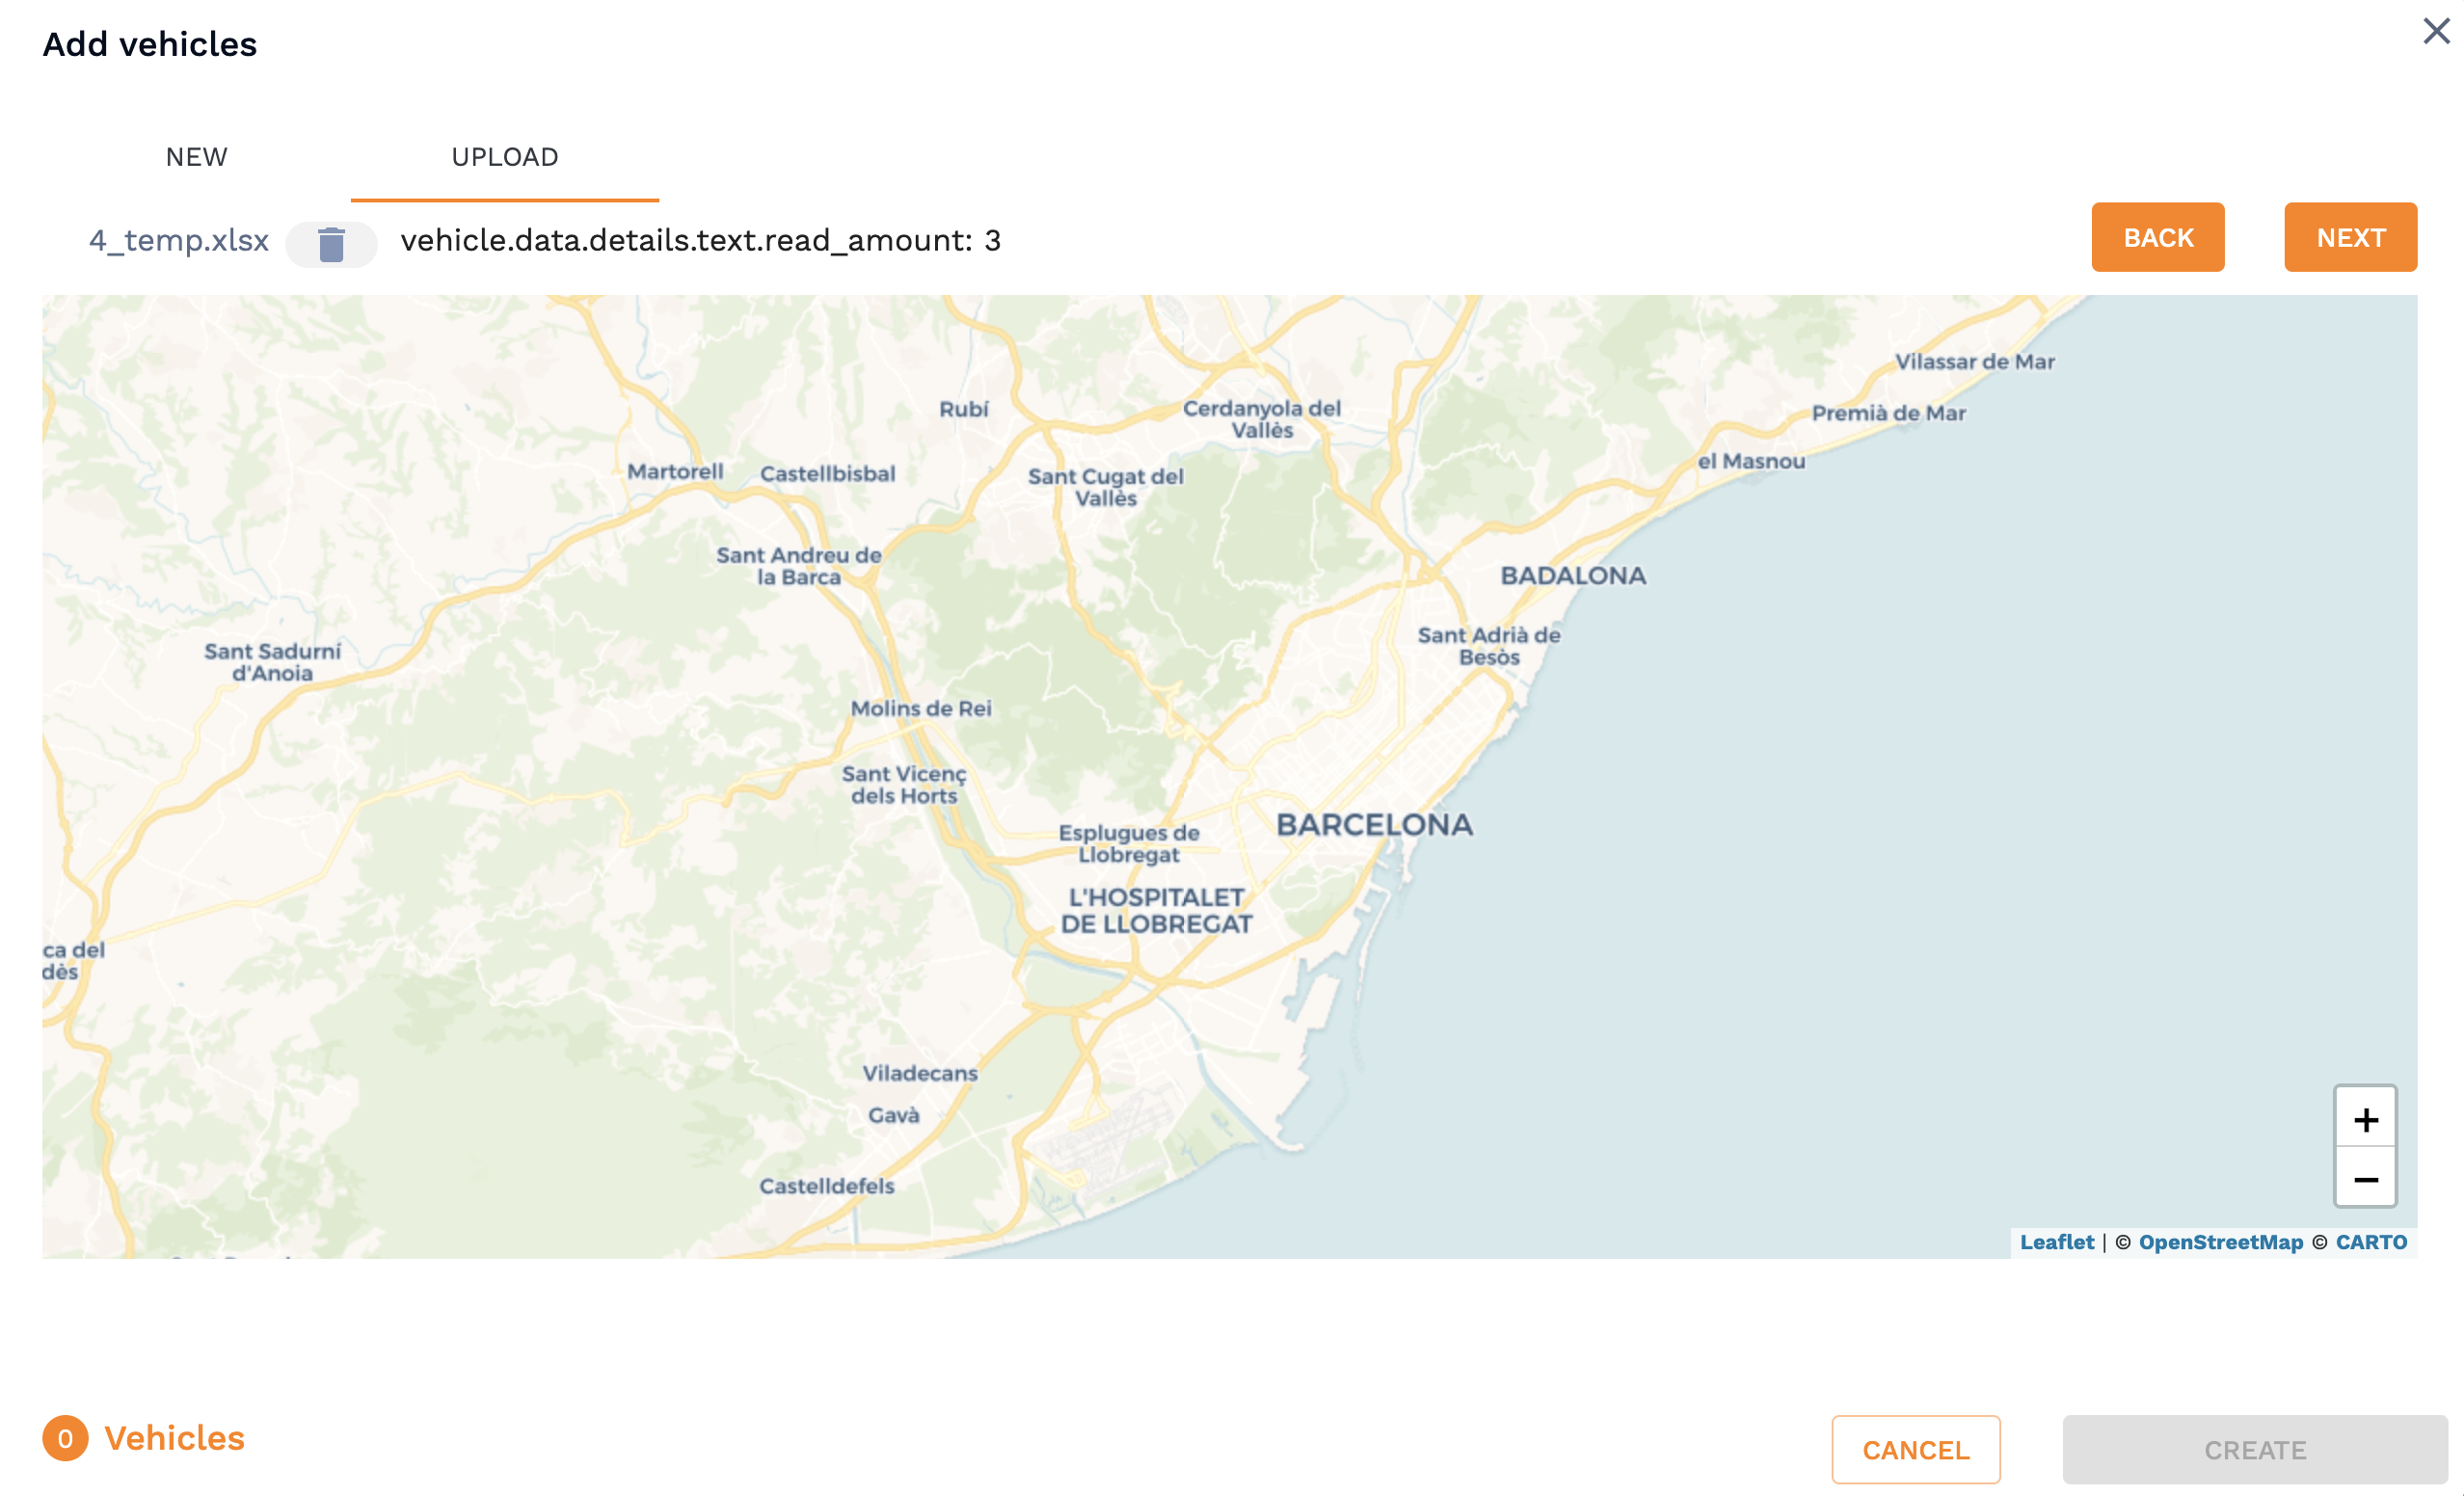 Add vehicles
NEW
UPLOAD
4_temp.xlsx
vehicle.data.details.text.read_amount: 3
BACK
NEXT
Vilassar de Mar
Rubí
Cerdanyola del
Vallès
Premià de Mar
el Masnou
Martorell
Castellbisbal
Sant Cugat del
Vallès
Sant Andreu de
la Barca
BADALONA
Sant Adrià de
Besòs
Sant Sadurní
d'Anoia
Molins de Rei
Sant Vicenç
dels Horts
BARCELONA
Esplugues de
Llobregat
L'HOSPITALET
DE LLOBREGAT
ca del
dès
Viladecans
Gavà
Castelldefels
+
−
Leaflet | © OpenStreetMap © CARTO
0 Vehicles
CANCEL
CREATE